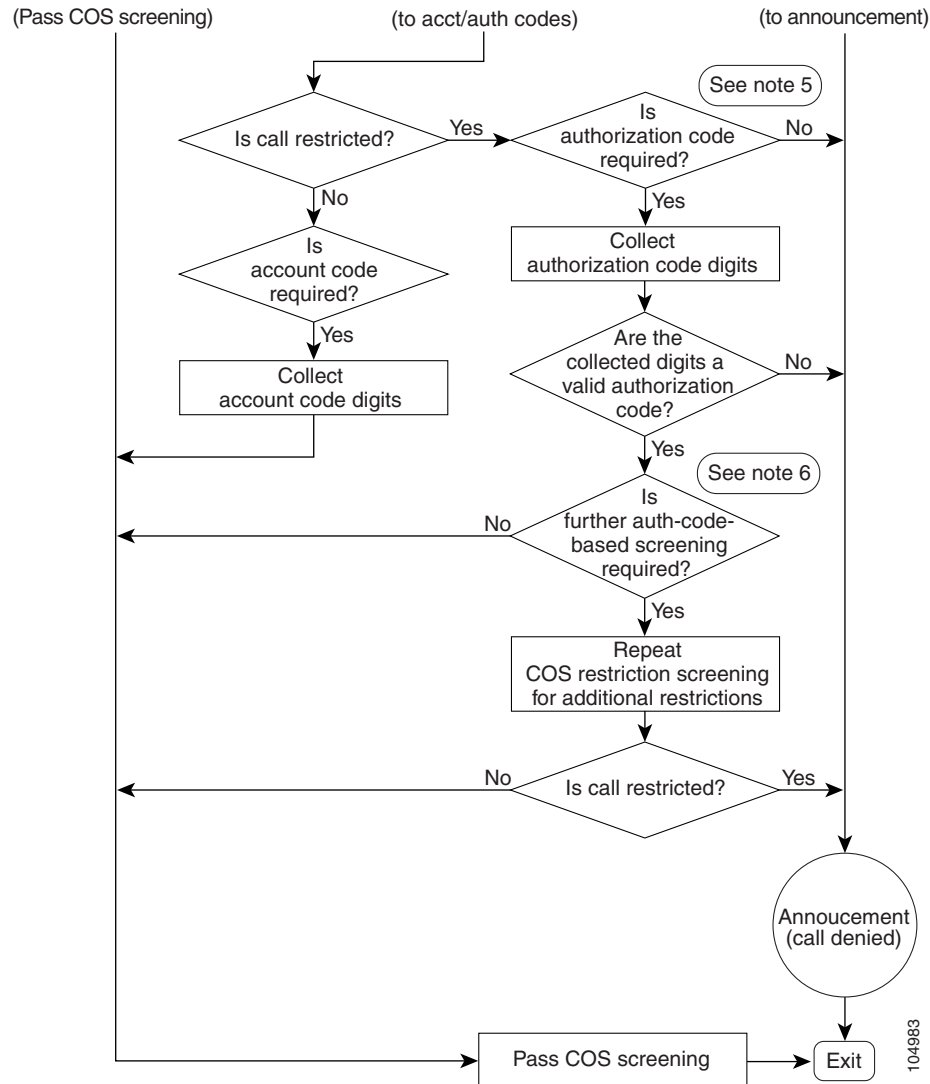 (Pass COS screening)
(to acct/auth codes)
(to announcement)
See note 5
Is call restricted?
Yes
Is
authorization code
required?
No
No
Yes
Is
account code
required?
Collect
authorization code digits
Yes
Are the
collected digits a
valid authorization
code?
No
Collect
account code digits
Yes
See note 6
No
Is
further auth-code-
based screening
required?
Yes
Repeat
COS restriction screening
for additional restrictions
No
Is call restricted?
Yes
Annoucement
(call denied)
104983
Pass COS screening
Exit